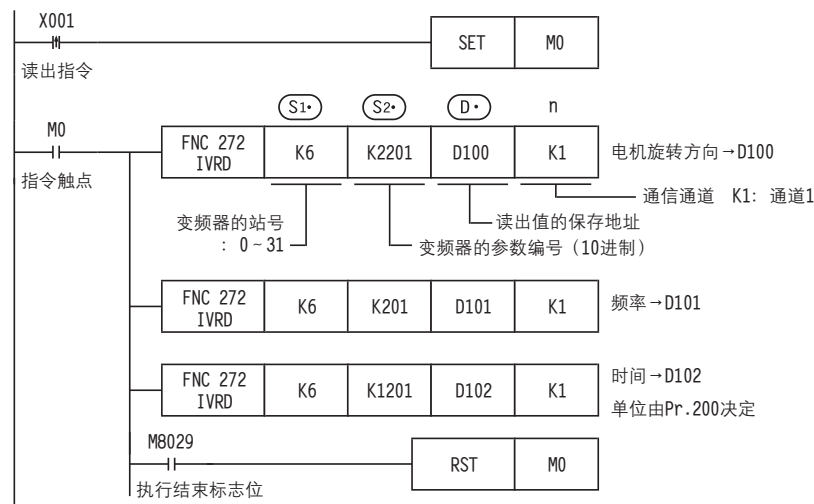 X001
SET M0
读出指令
S1• S2• D• n
M0
FNC 272 IVRD K6 K2201 D100 K1 电机旋转方向→D100
指令触点
通信通道 K1: 通道1
变频器的站号
: 0~31
读出值的保存地址
变频器的参数编号（10进制）
FNC 272 IVRD K6 K201 D101 K1 频率→D101
FNC 272 IVRD K6 K1201 D102 K1 时间→D102
单位由Pr.200决定
M8029
RST M0
执行结束标志位